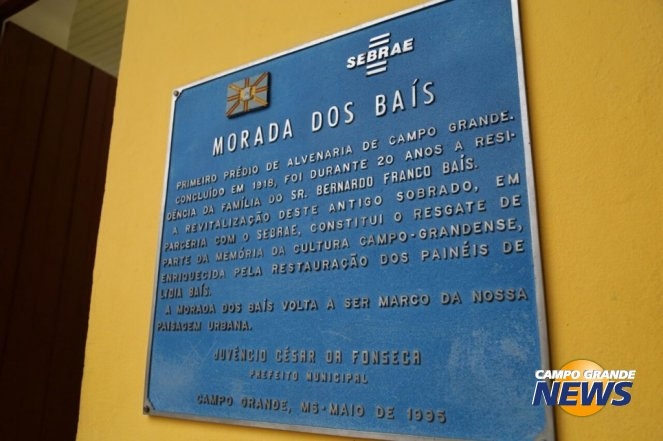 SEBRAE
MORADA DOS BAÍS
PRIMEIRO PRÉDIO DE ALVENARIA DE CAMPO GRANDE.
CONCLUÍDO EM 1918, FOI DURANTE 20 ANOS A RESI-
DÊNCIA DA FAMÍLIA DO SR. BERNARDO FRANCO BAÍS.
A REVITALIZAÇÃO DESTE ANTIGO SOBRADO, EM
PARCERIA COM O SEBRAE, CONSTITUI O RESGATE DE
PARTE DA MEMÓRIA DA CULTURA CAMPO-GRANDENSE,
ENRIQUECIDA PELA RESTAURAÇÃO DOS PAINÉIS DE
LYDIA BAÍS.
A MORADA DOS BAÍS VOLTA A SER MARCO DA NOSSA
PAISAGEM URBANA.
JUVÊNCIO CÉSAR DA FONSECA
PREFEITO MUNICIPAL
CAMPO GRANDE, MS-MAIO DE 1995
CAMPO GRANDE
NEWS